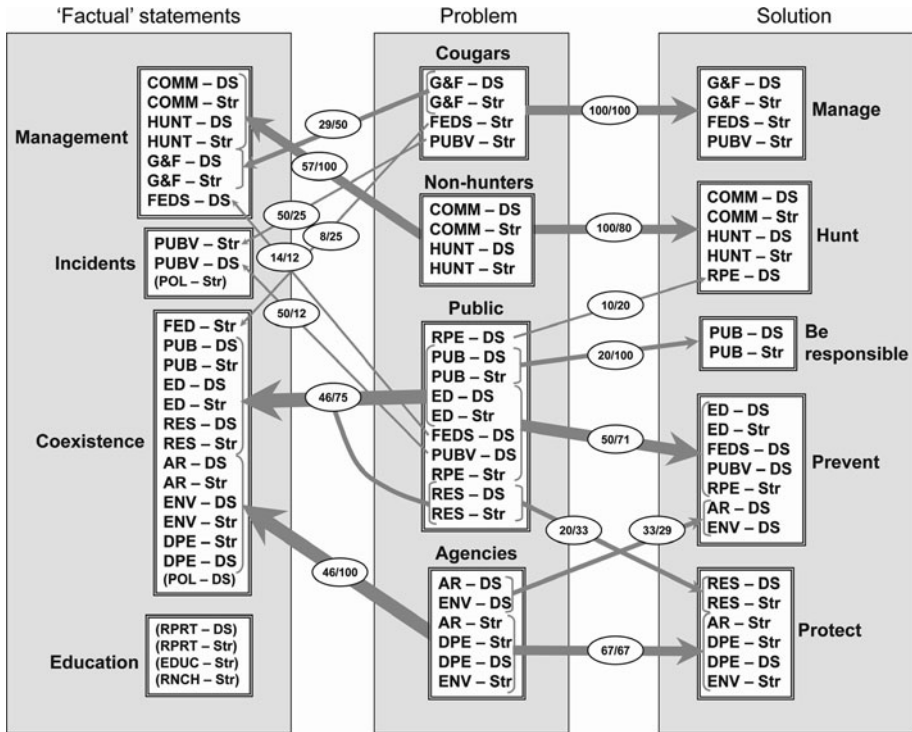 'Factual' statements
Problem
Solution
Management
COMM – DS
COMM – Str
HUNT – DS
HUNT – Str
G&F – DS
G&F – Str
FEDS – DS
Incidents
PUBV – Str
PUBV – DS
(POL – Str)
Coexistence
FED – Str
PUB – DS
PUB – Str
ED – DS
ED – Str
RES – DS
RES – Str
AR – DS
AR – Str
ENV – DS
ENV – Str
DPE – Str
DPE – DS
(POL – DS)
Education
(RPRT – DS)
(RPRT – Str)
(EDUC – Str)
(RNCH – Str)
29/50
57/100
50/25
8/25
14/12
50/12
46/75
46/100
Cougars
G&F – DS
G&F – Str
FEDS – Str
PUBV – Str
Non-hunters
COMM – DS
COMM – Str
HUNT – DS
HUNT – Str
Public
RPE – DS
PUB – DS
PUB – Str
ED – DS
ED – Str
FEDS – DS
PUBV – DS
RPE – Str
RES – DS
RES – Str
Agencies
AR – DS
ENV – DS
AR – Str
DPE – Str
DPE – DS
ENV – Str
100/100
100/80
10/20
20/100
50/71
20/33
33/29
67/67
G&F – DS
G&F – Str
FEDS – Str
PUBV – Str
Manage
COMM – DS
COMM – Str
HUNT – DS
HUNT – Str
RPE – DS
Hunt
PUB – DS
PUB – Str
Be
responsible
ED – DS
ED – Str
FEDS – DS
PUBV – DS
RPE – Str
AR – DS
ENV – DS
Prevent
RES – DS
RES – Str
AR – Str
DPE – Str
DPE – DS
ENV – Str
Protect